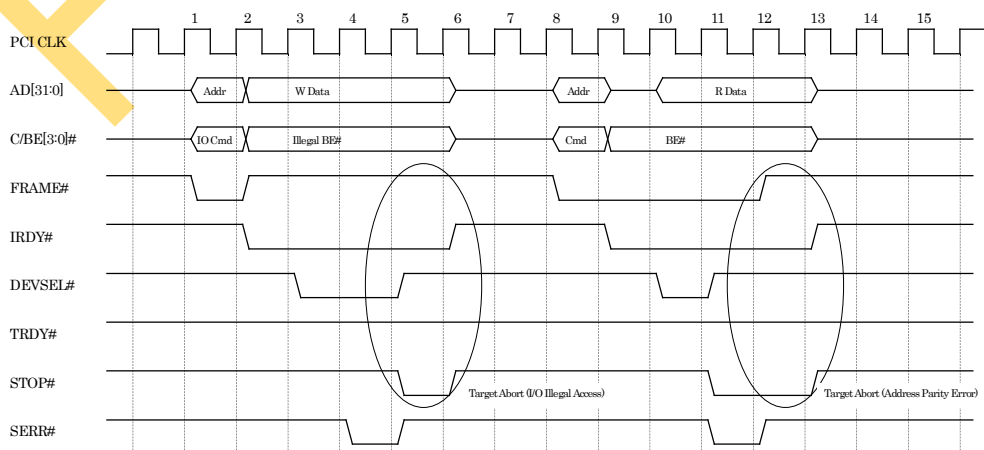 1 2 3 4 5 6 7 8 9 10 11 12 13 14 15
PCI CLK
AD[31:0] Addr W Data Addr R Data
C/BE[3:0]# IO Cmd Illegal BE# Cmd BE#
FRAME#
IRDY#
DEVSEL#
TRDY#
STOP# Target Abort (I/O Illegal Access) Target Abort (Address Parity Error)
SERR#